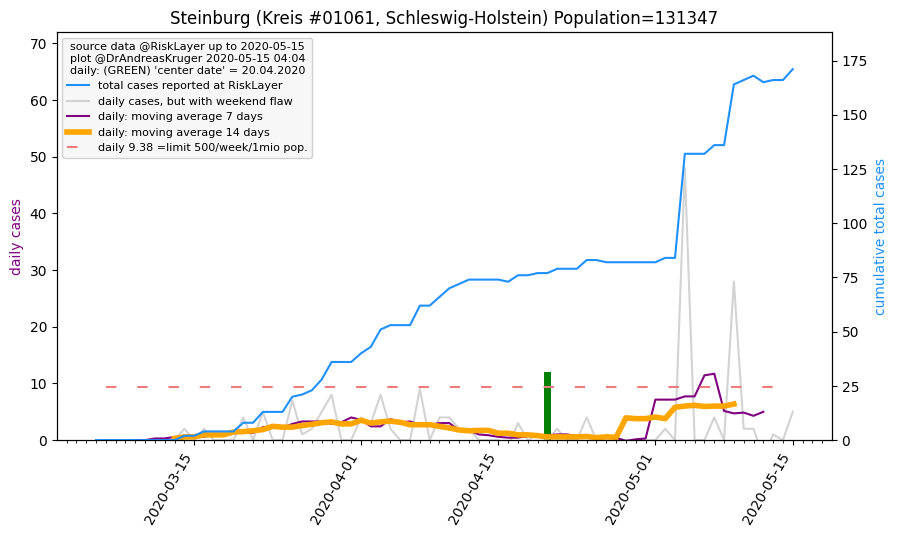 Steinburg (Kreis #01061, Schleswig-Holstein) Population=131347
source data @RiskLayer up to 2020-05-15
plot @DrAndreasKruger 2020-05-15 04:04
daily: (GREEN) 'center date' = 20.04.2020
total cases reported at RiskLayer
daily cases, but with weekend flaw
daily: moving average 7 days
daily: moving average 14 days
daily 9.38 =limit 500/week/1mio pop.
daily cases
70
60
50
40
30
20
10
0
cumulative total cases
175
150
125
100
75
50
25
0
2020-03-15
2020-04-01
2020-04-15
2020-05-01
2020-05-15